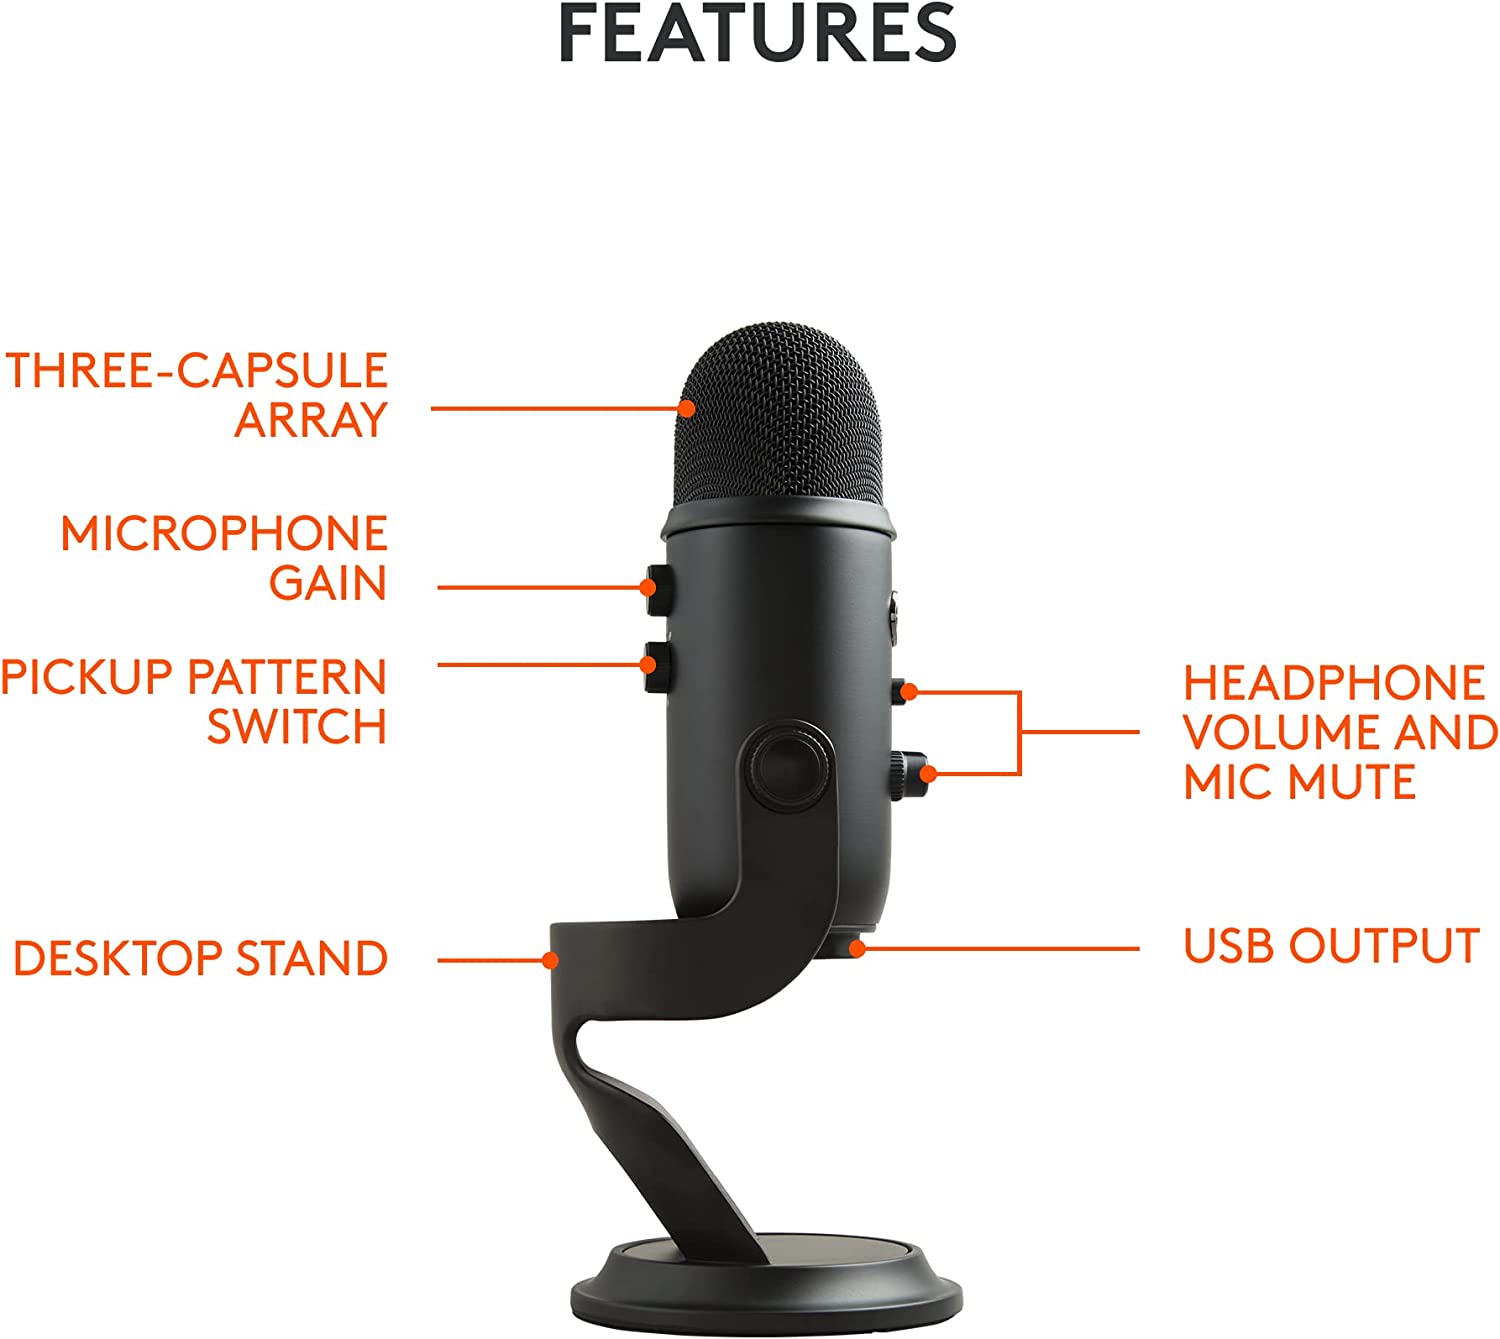 FEATURES
THREE-CAPSULE
ARRAY
MICROPHONE
GAIN
PICKUP PATTERN
SWITCH
DESKTOP STAND
HEADPHONE
VOLUME AND
MIC MUTE
USB OUTPUT